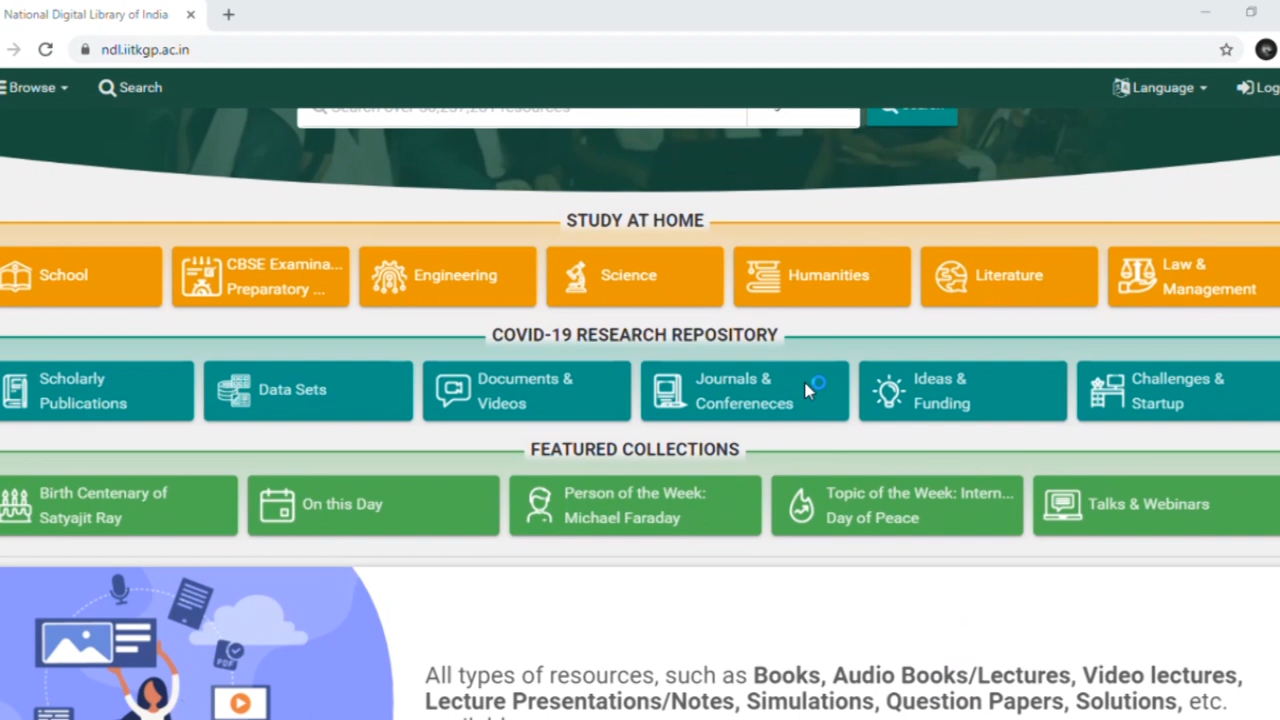 National Digital Library of India
ndl.iitkgp.ac.in
Browse
Search
Language
Log
Search over
resources
Search
STUDY AT HOME
School
CBSE Examina...
Preparatory ...
Engineering
Science
Humanities
Literature
Law &
Management
COVID-19 RESEARCH REPOSITORY
Scholarly
Publications
Data Sets
Documents &
Videos
Journals &
Confereneces
Ideas &
Funding
Challenges &
Startup
FEATURED COLLECTIONS
Birth Centenary of
Satyajit Ray
On this Day
Person of the Week:
Michael Faraday
Topic of the Week: Intern...
Day of Peace
Talks & Webinars
PDF
All types of resources, such as Books, Audio Books/Lectures, Video lectures,
Lecture Presentations/Notes, Simulations, Question Papers, Solutions, etc.